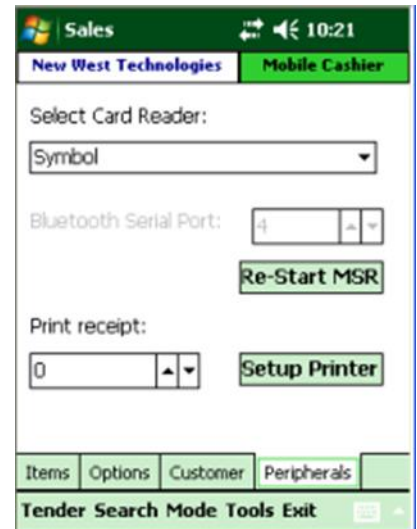 Sales 10:21
New West Technologies Mobile Cashier
Select Card Reader:
Symbol
Bluetooth Serial Port: 4
Re-Start MSR
Print receipt:
0 Setup Printer
Items Options Customer Peripherals
Tender Search Mode Tools Exit